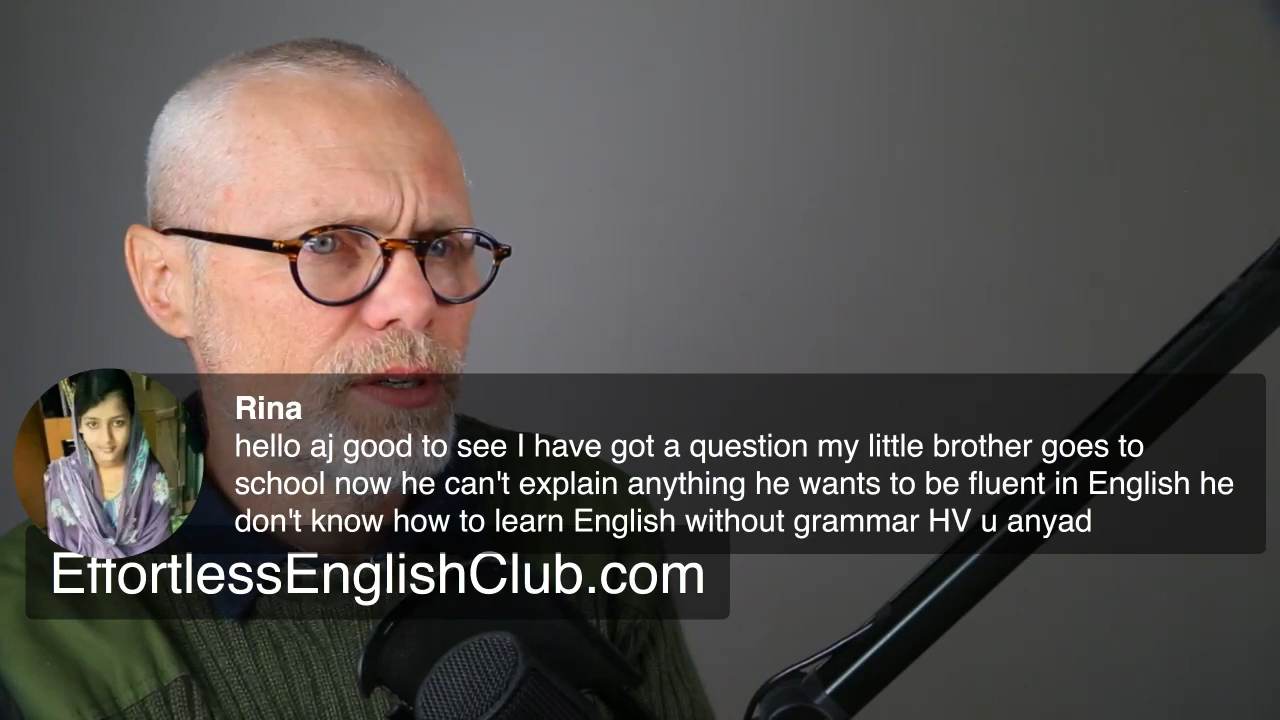 Rina
hello aj good to see I have got a question my little brother goes to
school now he can't explain anything he wants to be fluent in English he
don't know how to learn English without grammar HV u anyad
EffortlessEnglishClub.com